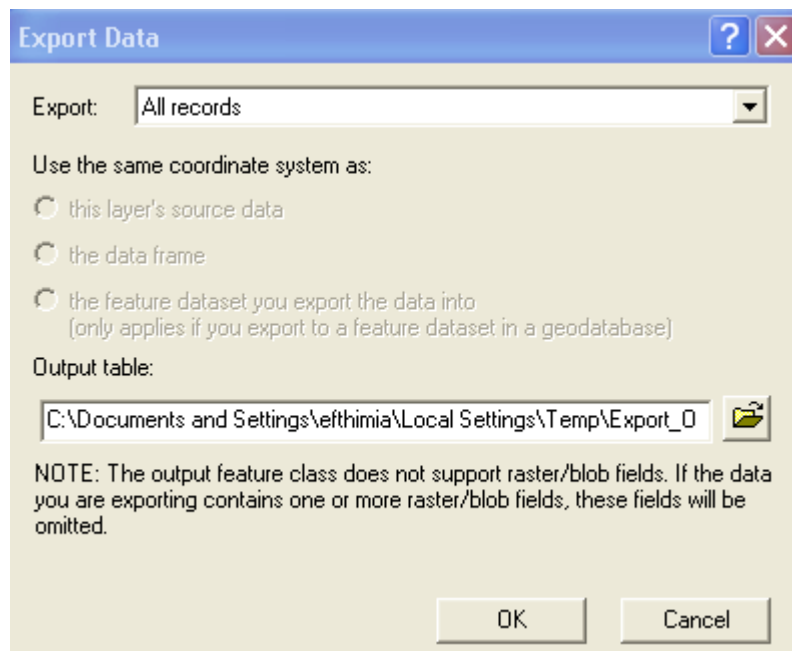 Export Data
Export: All records
Use the same coordinate system as:
this layer's source data
the data frame
the feature dataset you export the data into
(only applies if you export to a feature dataset in a geodatabase)
Output table:
C:\Documents and Settings\efthimia\Local Settings\Temp\Export_O
NOTE: The output feature class does not support raster/blob fields. If the data
you are exporting contains one or more raster/blob fields, these fields will be
omitted.
OK Cancel